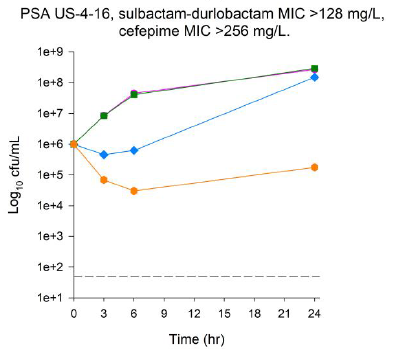 PSA US-4-16, sulbactam-durlobactam MIC >128 mg/L,
cefepime MIC >256 mg/L.
Log10 cfu/mL
1e+9
1e+8
1e+7
1e+6
1e+5
1e+4
1e+3
1e+2
1e+1
0 3 6 9 12 15 18 21 24
Time (hr)